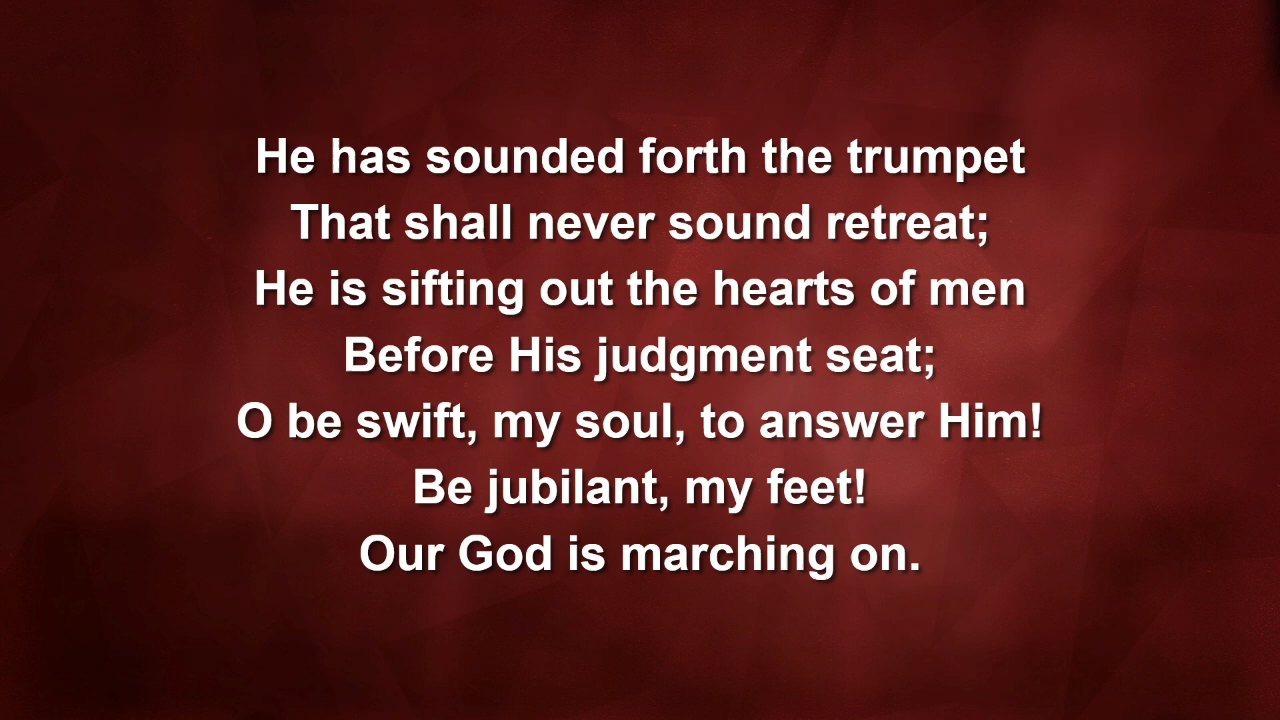 He has sounded forth the trumpet
That shall never sound retreat;
He is sifting out the hearts of men
Before His judgment seat;
O be swift, my soul, to answer Him!
Be jubilant, my feet!
Our God is marching on.